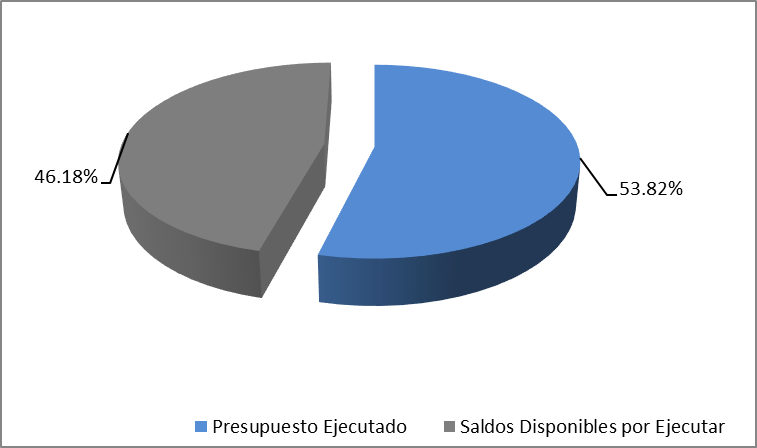 46.18%
53.82%
Presupuesto Ejecutado
Saldos Disponibles por Ejecutar